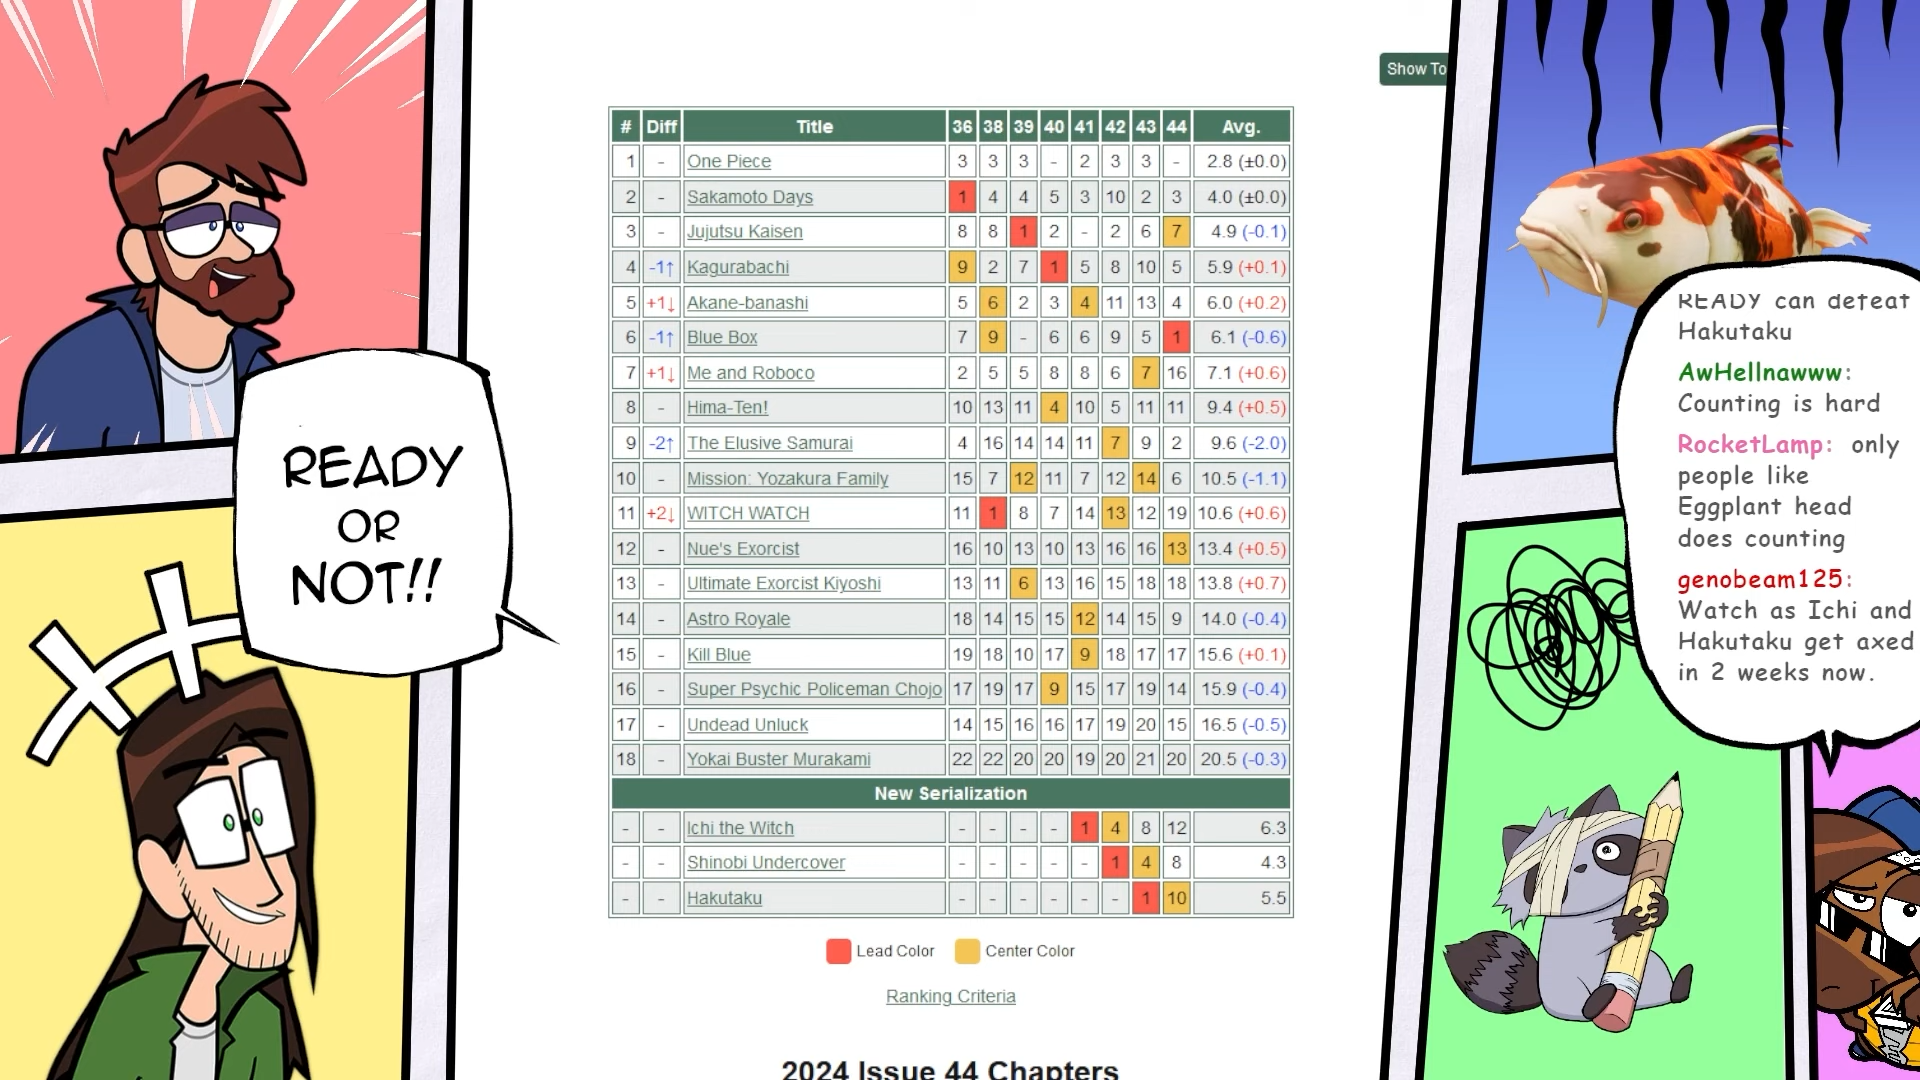 Show To
# Diff Title 36 38 39 40 41 42 43 44 Avg.
1 - One Piece 3 3 3 - 2 3 3 - 2.8 (±0.0)
2 - Sakamoto Days 1 4 4 5 3 10 2 3 4.0 (±0.0)
3 - Jujutsu Kaisen 8 8 1 2 - 2 6 7 4.9 (-0.1)
4 -1↑ Kagurabachi 9 2 7 1 5 8 10 5 5.9 (+0.1)
5 +1↓ Akane-banashi 5 6 2 3 4 11 13 4 6.0 (+0.2)
6 -1↑ Blue Box 7 9 - 6 6 9 5 1 6.1 (-0.6)
7 +1↓ Me and Roboco 2 5 5 8 8 6 7 16 7.1 (+0.6)
8 - Hima-Ten! 10 13 11 4 10 5 11 11 9.4 (+0.5)
9 -2↑ The Elusive Samurai 4 16 14 14 11 7 9 2 9.6 (-2.0)
10 - Mission: Yozakura Family 15 7 12 11 7 12 14 6 10.5 (-1.1)
11 +2↓ WITCH WATCH 11 1 8 7 14 13 12 19 10.6 (+0.6)
12 - Nue's Exorcist 16 10 13 10 13 16 16 13 13.4 (+0.5)
13 - Ultimate Exorcist Kiyoshi 13 11 6 13 16 15 18 18 13.8 (+0.7)
14 - Astro Royale 18 14 15 15 12 14 15 9 14.0 (-0.4)
15 - Kill Blue 19 18 10 17 9 18 17 17 15.6 (+0.1)
16 - Super Psychic Policeman Chojo 17 19 17 9 15 17 19 14 15.9 (-0.4)
17 - Undead Unluck 14 15 16 16 17 19 20 15 16.5 (-0.5)
18 - Yokai Buster Murakami 22 22 20 20 19 20 21 20 20.5 (-0.3)
New Serialization
- - Ichi the Witch - - - - 1 4 8 12 6.3
- - Shinobi Undercover - - - - - 1 4 8 4.3
- - Hakutaku - - - - - - 1 10 5.5
Lead Color Center Color
Ranking Criteria
2024 Issue 44 Chapters
READY
OR
NOT!!
READY can defeat
Hakutaku
AwHellnawww:
Counting is hard
RocketLamp: only
people like
Eggplant head
does counting
genobeam125:
Watch as Ichi and
Hakutaku get axed
in 2 weeks now.